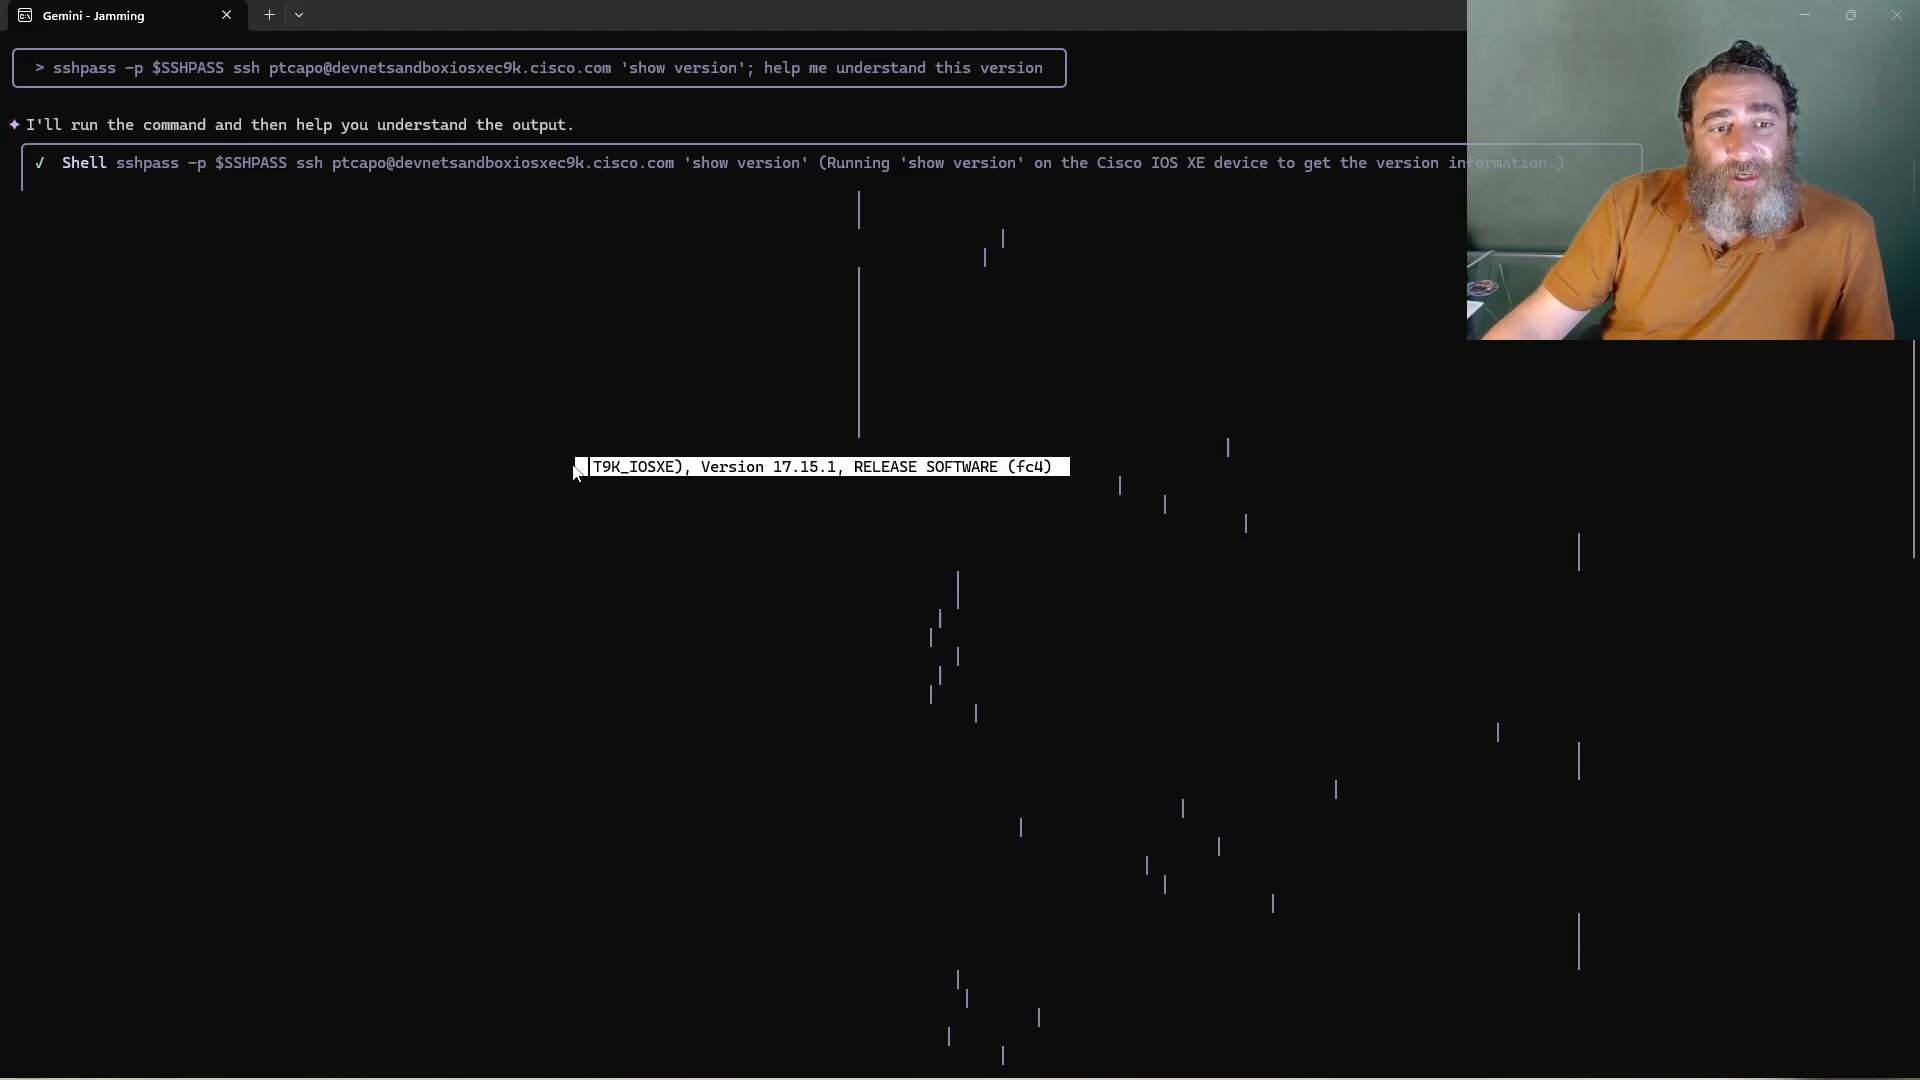 Gemini - Jamming
> sshpass -p $SSHPASS ssh ptcapo@devnetsandboxiosxec9k.cisco.com 'show version'; help me understand this version
✦ I'll run the command and then help you understand the output.
✓ Shell sshpass -p $SSHPASS ssh ptcapo@devnetsandboxiosxec9k.cisco.com 'show version' (Running 'show version' on the Cisco IOS XE device to get the version information.)
T9K_IOSXE), Version 17.15.1, RELEASE SOFTWARE (fc4)